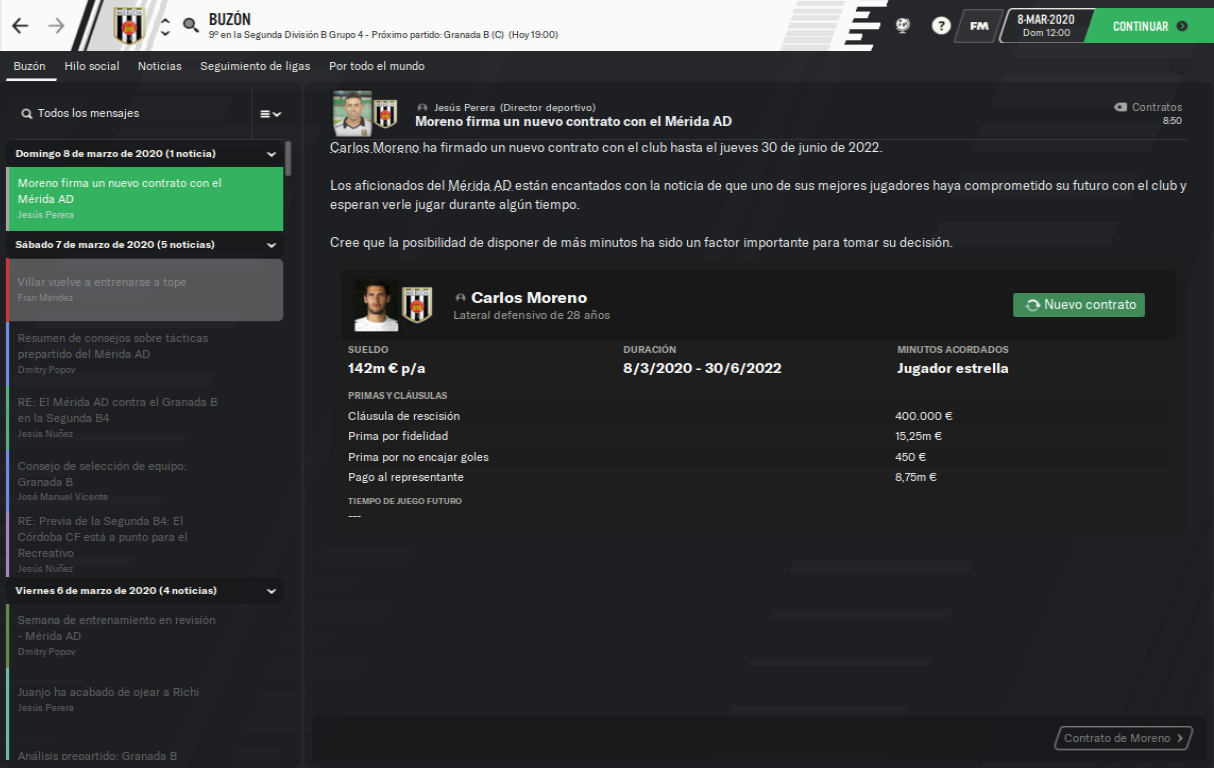 BUZÓN
9º en la Segunda División B Grupo 4 - Próximo partido: Granada B (C) (Hoy 19:00)
?
FM
8-MAR-2020
Dom 12:00
CONTINUAR
Buzón Hilo social Noticias Seguimiento de ligas Por todo el mundo
Todos los mensajes
Domingo 8 de marzo de 2020 (1 noticia)
Moreno firma un nuevo contrato con el
Mérida AD
Jesús Perera
Sábado 7 de marzo de 2020 (5 noticias)
Villar vuelve a entrenarse a tope
Fran Méndez
Resumen de consejos sobre tácticas
prepartido del Mérida AD
Dmitry Popov
RE: El Mérida AD contra el Granada B
en la Segunda B4
Jesús Nuñez
Consejo de selección de equipo:
Granada B
José Manuel Vicente
RE: Previa de la Segunda B4: El
Córdoba CF está a punto para el
Recreativo
Jesús Nuñez
Viernes 6 de marzo de 2020 (4 noticias)
Semana de entrenamiento en revisión
- Mérida AD
Dmitry Popov
Juanjo ha acabado de ojear a Richi
Jesús Perera
Análisis prepartido: Granada B
Jesús Perera (Director deportivo)
Moreno firma un nuevo contrato con el Mérida AD
Contratos
8:50
Carlos Moreno ha firmado un nuevo contrato con el club hasta el jueves 30 de junio de 2022.
Los aficionados del Mérida AD están encantados con la noticia de que uno de sus mejores jugadores haya comprometido su futuro con el club y
esperan verle jugar durante algún tiempo.
Cree que la posibilidad de disponer de más minutos ha sido un factor importante para tomar su decisión.
Carlos Moreno
Lateral defensivo de 28 años
Nuevo contrato
SUELDO DURACIÓN MINUTOS ACORDADOS
142m € p/a 8/3/2020 - 30/6/2022 Jugador estrella
PRIMAS Y CLÁUSULAS
Cláusula de rescisión 400.000 €
Prima por fidelidad 15,25m €
Prima por no encajar goles 450 €
Pago al representante 8,75m €
TIEMPO DE JUEGO FUTURO
---
Contrato de Moreno